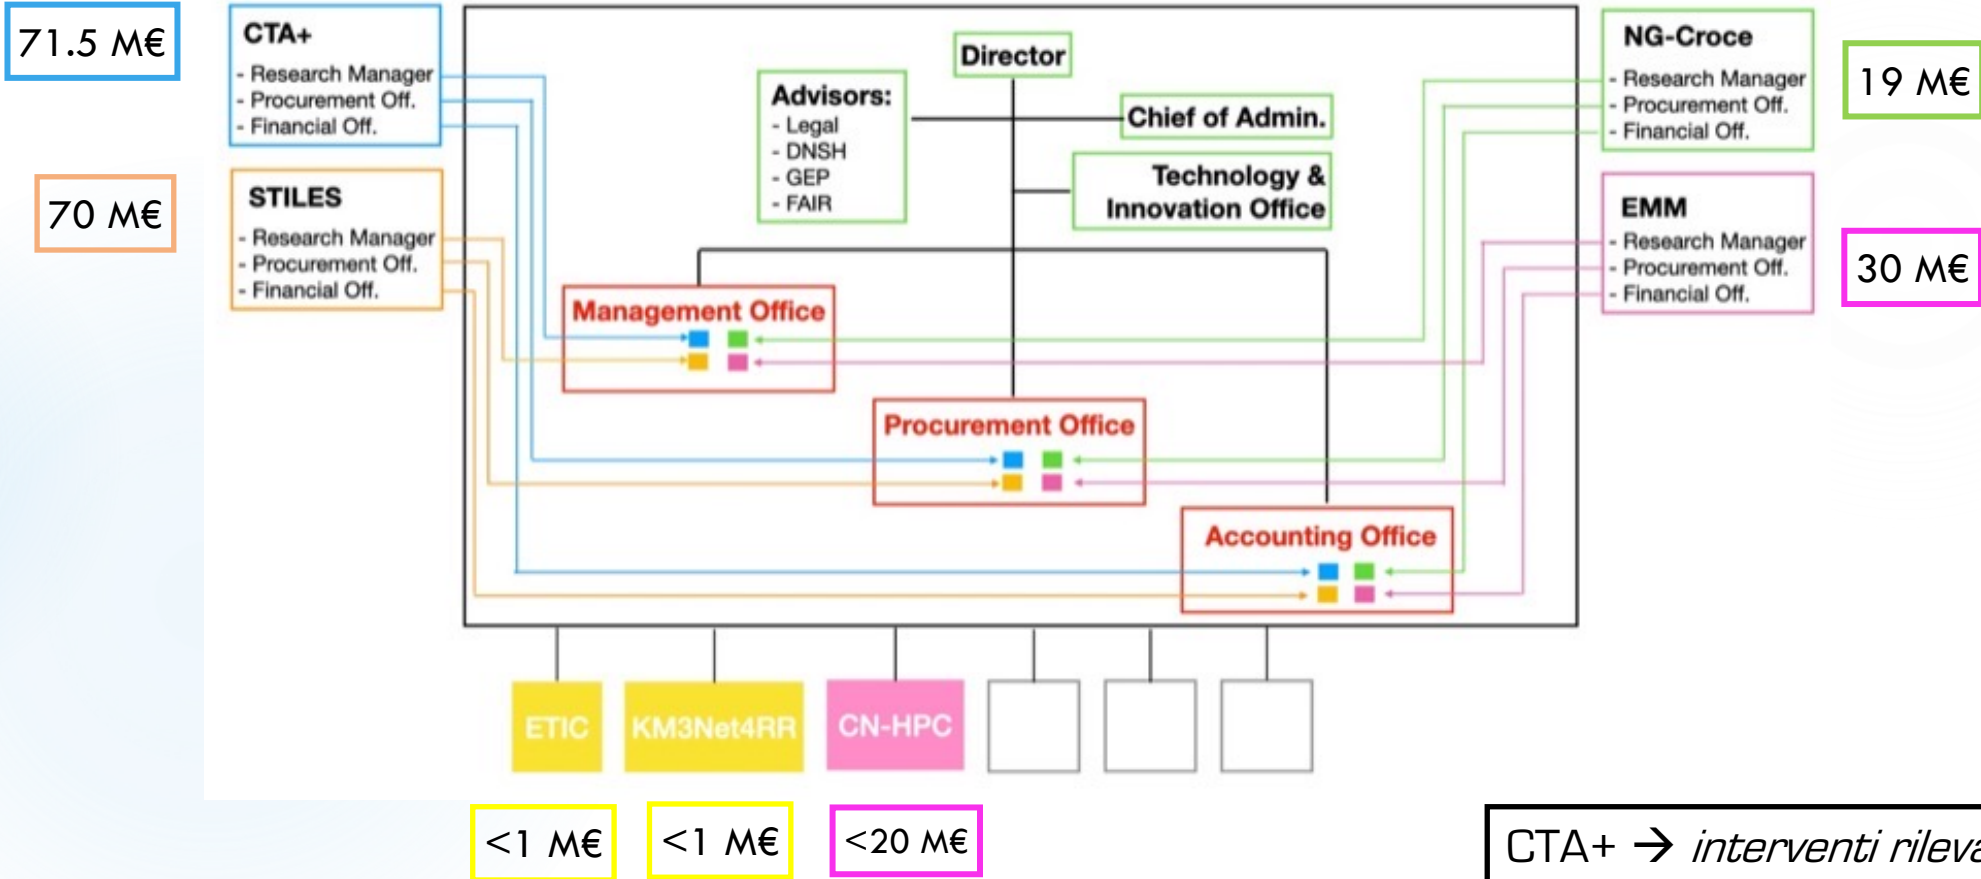 71.5 M€
CTA+
- Research Manager
- Procurement Off.
- Financial Off.
70 M€
STILES
- Research Manager
- Procurement Off.
- Financial Off.
Director
Advisors:
- Legal
- DNSH
- GEP
- FAIR
Chief of Admin.
Technology &
Innovation Office
NG-Croce
- Research Manager
- Procurement Off.
- Financial Off.
19 M€
EMM
- Research Manager
- Procurement Off.
- Financial Off.
30 M€
Management Office
Procurement Office
Accounting Office
ETIC
KM3Net4RR
CN-HPC
<1 M€
<1 M€
<20 M€
CTA+ → interventi